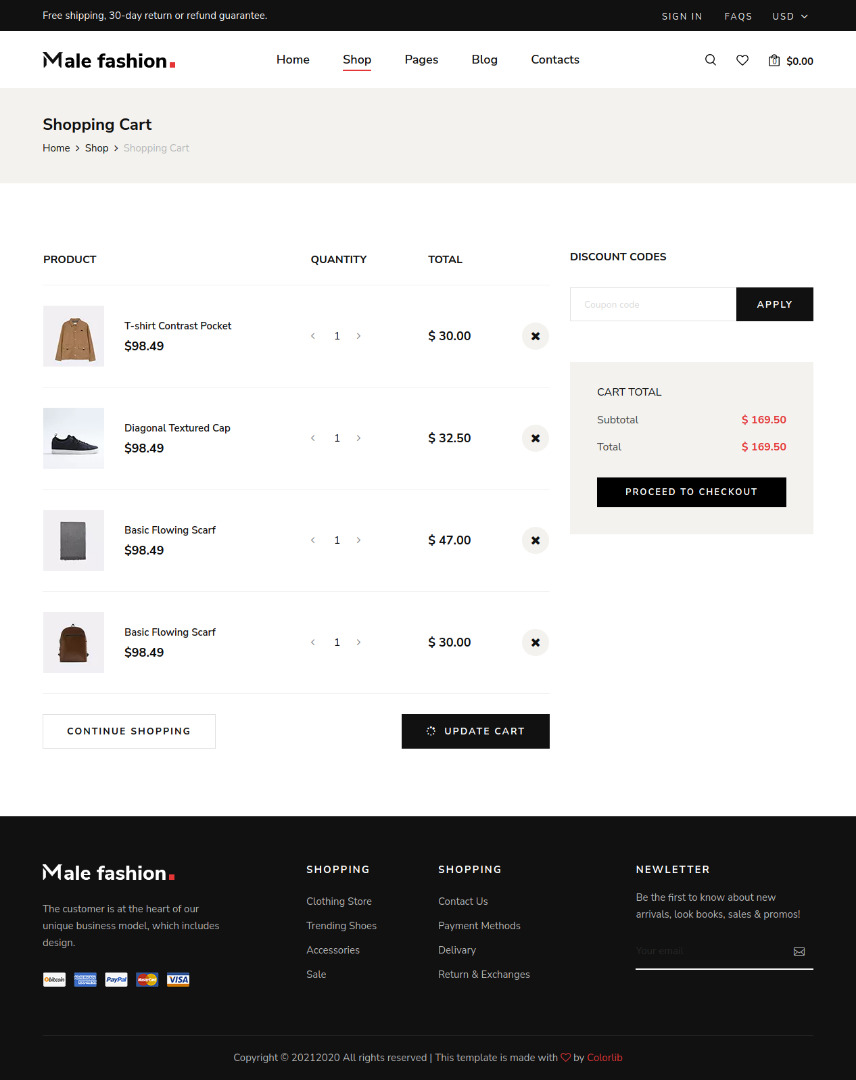 Free shipping, 30-day return or refund guarantee.
SIGN IN FAQS USD
Male fashion.
Home Shop Pages Blog Contacts
0 $0.00
Shopping Cart
Home > Shop > Shopping Cart
PRODUCT QUANTITY TOTAL
T-shirt Contrast Pocket
$98.49
< 1 > $ 30.00
Diagonal Textured Cap
$98.49
< 1 > $ 32.50
Basic Flowing Scarf
$98.49
< 1 > $ 47.00
Basic Flowing Scarf
$98.49
< 1 > $ 30.00
CONTINUE SHOPPING
UPDATE CART
DISCOUNT CODES
Coupon code
APPLY
CART TOTAL
Subtotal $ 169.50
Total $ 169.50
PROCEED TO CHECKOUT
Male fashion.
The customer is at the heart of our
unique business model, which includes
design.
bitcoin AMERICAN EXPRESS PayPal MasterCard VISA
SHOPPING
Clothing Store
Trending Shoes
Accessories
Sale
SHOPPING
Contact Us
Payment Methods
Delivary
Return & Exchanges
NEWLETTER
Be the first to know about new
arrivals, look books, sales & promos!
Your email
Copyright © 20212020 All rights reserved | This template is made with ♡ by Colorlib